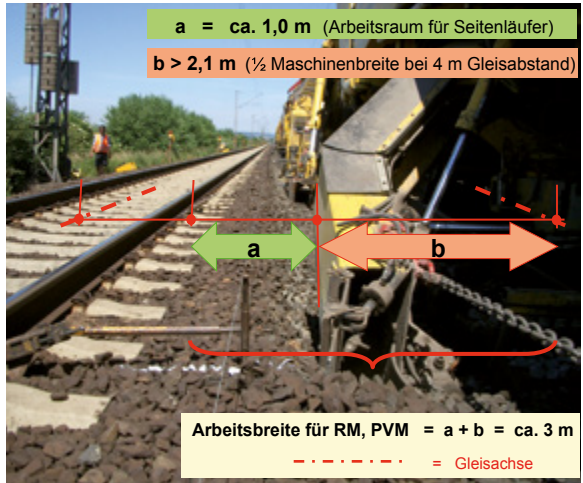 a = ca. 1,0 m (Arbeitsraum für Seitenläufer)
b > 2,1 m (½ Maschinenbreite bei 4 m Gleisabstand)
a
b
Arbeitsbreite für RM, PVM = a + b = ca. 3 m
= Gleisachse